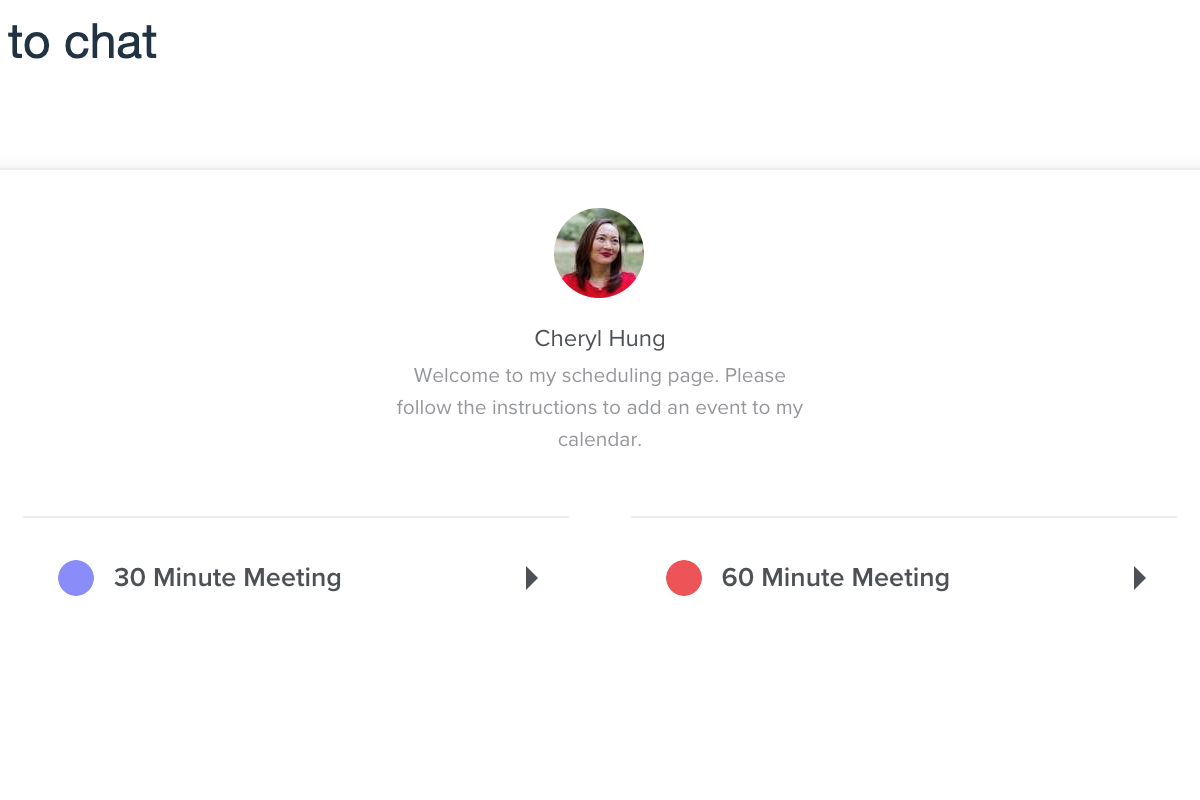 to chat
Cheryl Hung
Welcome to my scheduling page. Please
follow the instructions to add an event to my
calendar.
30 Minute Meeting
60 Minute Meeting